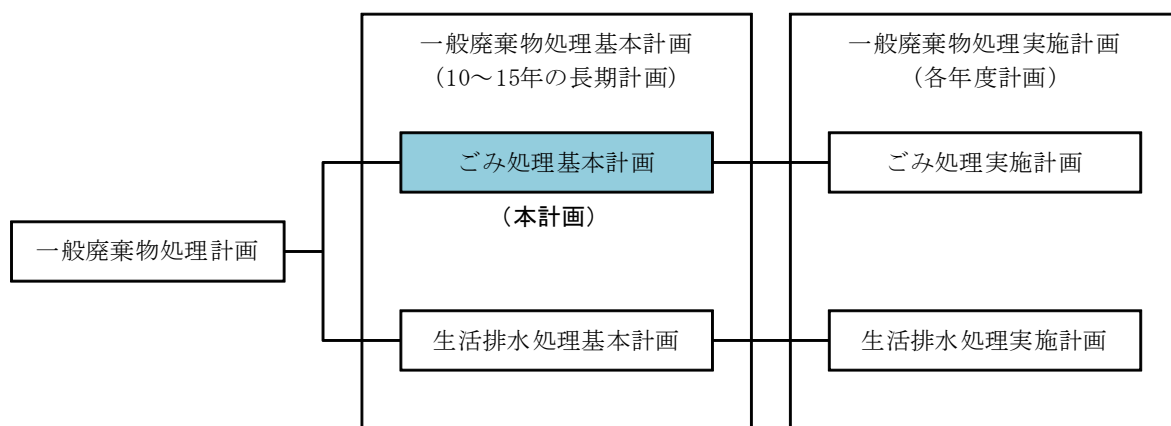 一般廃棄物処理基本計画
（10～15年の長期計画）
一般廃棄物処理実施計画
（各年度計画）
ごみ処理基本計画
ごみ処理実施計画
（本計画）
一般廃棄物処理計画
生活排水処理基本計画
生活排水処理実施計画